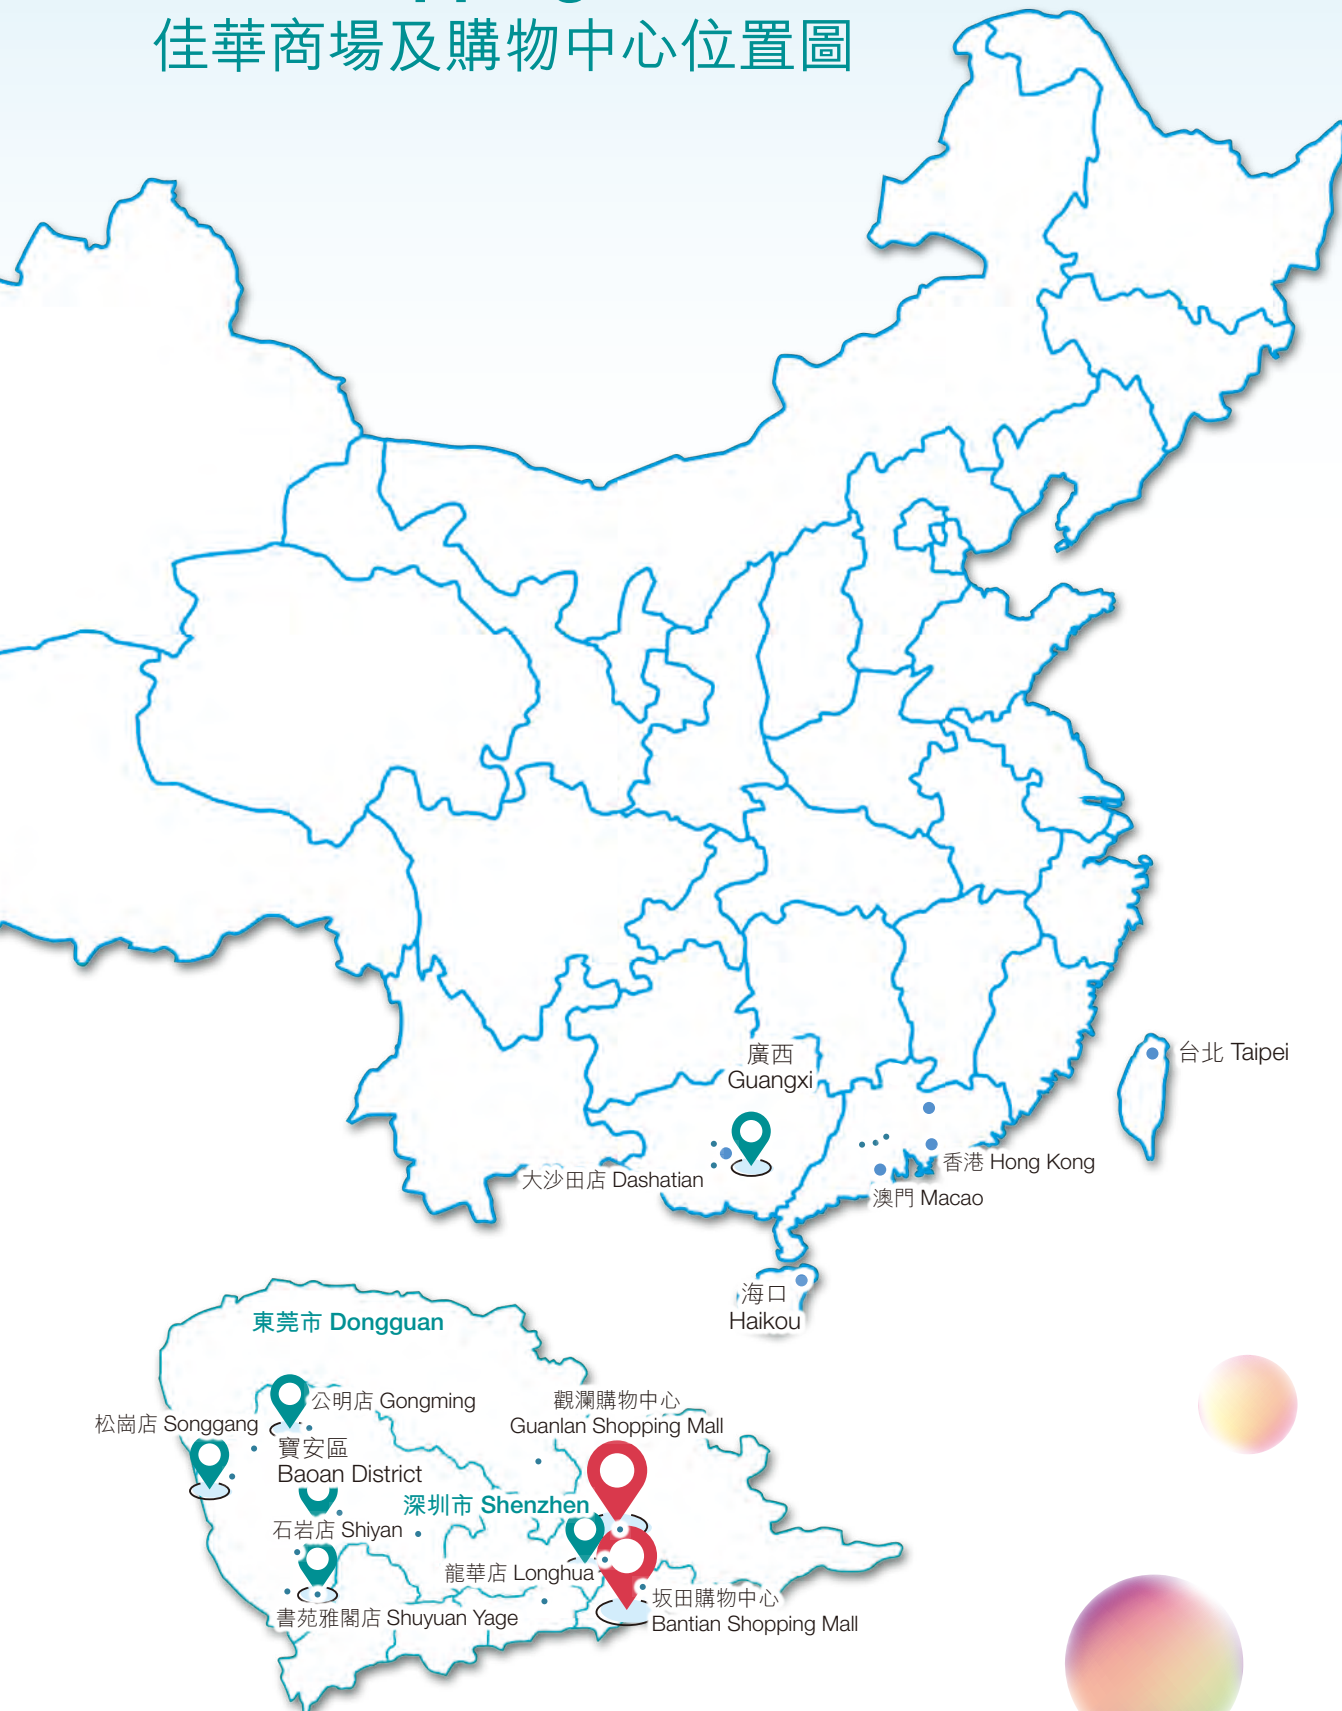 佳華商場及購物中心位置圖
廣西
Guangxi
台北 Taipei
大沙田店 Dashatian
香港 Hong Kong
澳門 Macao
海口
Haikou
東莞市 Dongguan
公明店 Gongming
松崗店 Songgang
觀瀾購物中心
Guanlan Shopping Mall
寶安區
Baoan District
深圳市 Shenzhen
石岩店 Shiyan
龍華店 Longhua
坂田購物中心
Bantian Shopping Mall
書苑雅閣店 Shuyuan Yage